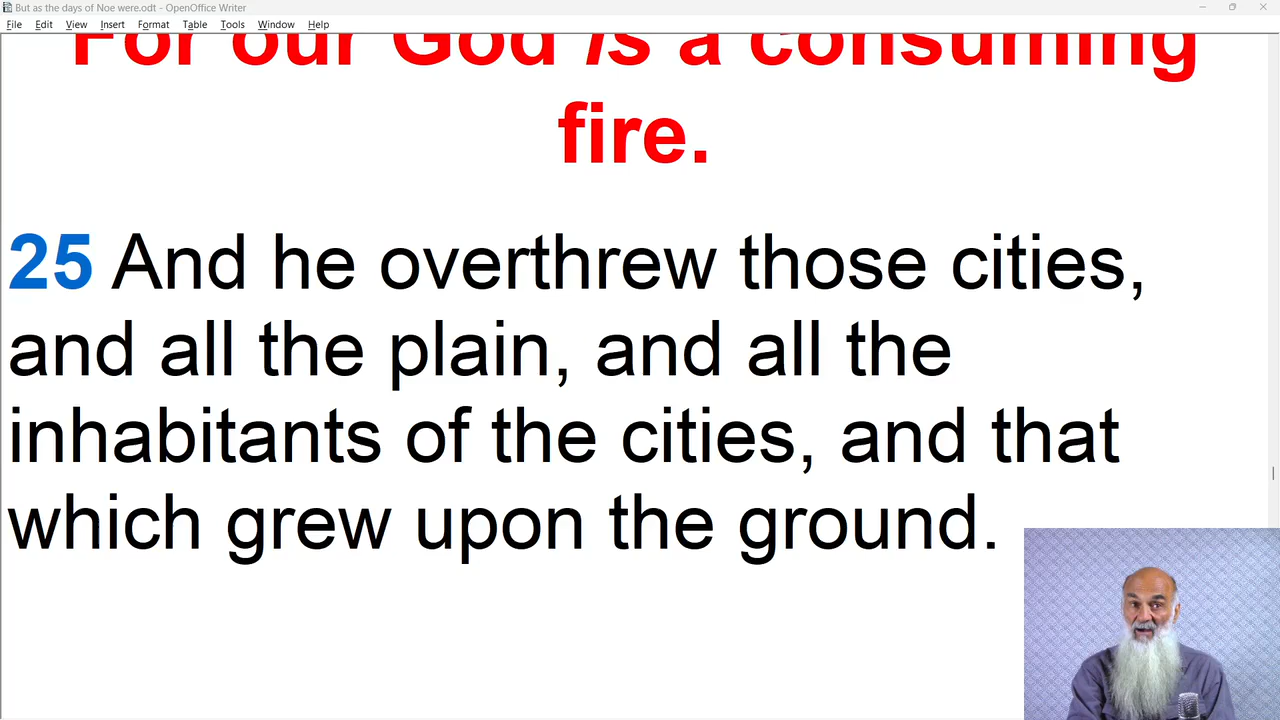 But as the days of Noe were.odt - OpenOffice Writer
File Edit View Insert Format Table Tools Window Help
For our God is a consuming
fire.
25 And he overthrew those cities,
and all the plain, and all the
inhabitants of the cities, and that
which grew upon the ground.